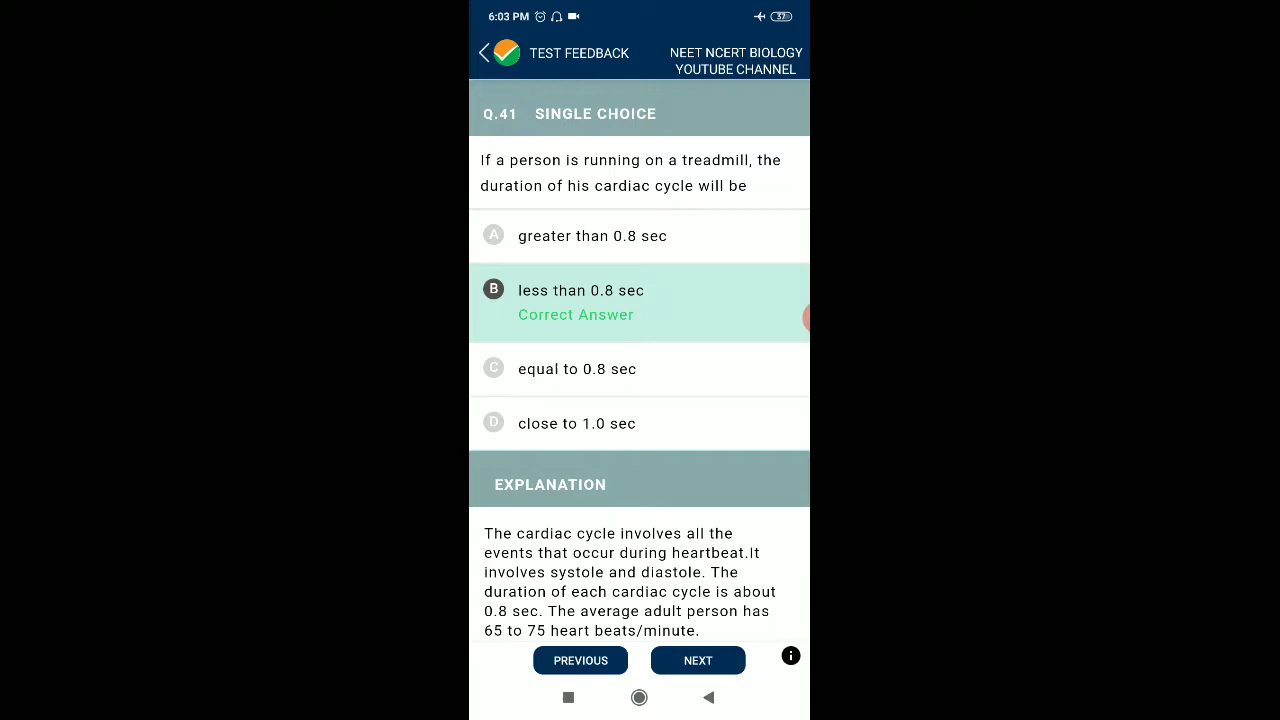 6:03 PM 37
TEST FEEDBACK
NEET NCERT BIOLOGY
YOUTUBE CHANNEL
Q.41 SINGLE CHOICE
If a person is running on a treadmill, the
duration of his cardiac cycle will be
A greater than 0.8 sec
B less than 0.8 sec
Correct Answer
C equal to 0.8 sec
D close to 1.0 sec
EXPLANATION
The cardiac cycle involves all the
events that occur during heartbeat.It
involves systole and diastole. The
duration of each cardiac cycle is about
0.8 sec. The average adult person has
65 to 75 heart beats/minute.
PREVIOUS NEXT